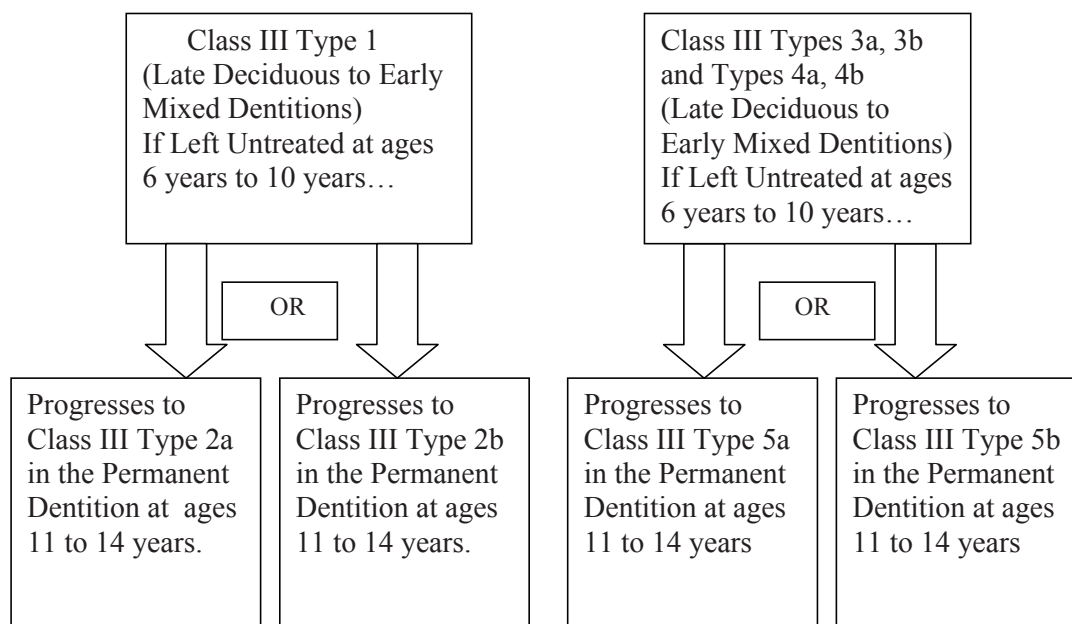 Class III Type 1
(Late Deciduous to Early
Mixed Dentitions)
If Left Untreated at ages
6 years to 10 years…
Class III Types 3a, 3b
and Types 4a, 4b
(Late Deciduous to
Early Mixed Dentitions)
If Left Untreated at ages
6 years to 10 years…
OR
OR
Progresses to
Class III Type 2a
in the Permanent
Dentition at ages
11 to 14 years.
Progresses to
Class III Type 2b
in the Permanent
Dentition at ages
11 to 14 years.
Progresses to
Class III Type 5a
in the Permanent
Dentition at ages
11 to 14 years
Progresses to
Class III Type 5b
in the Permanent
Dentition at ages
11 to 14 years